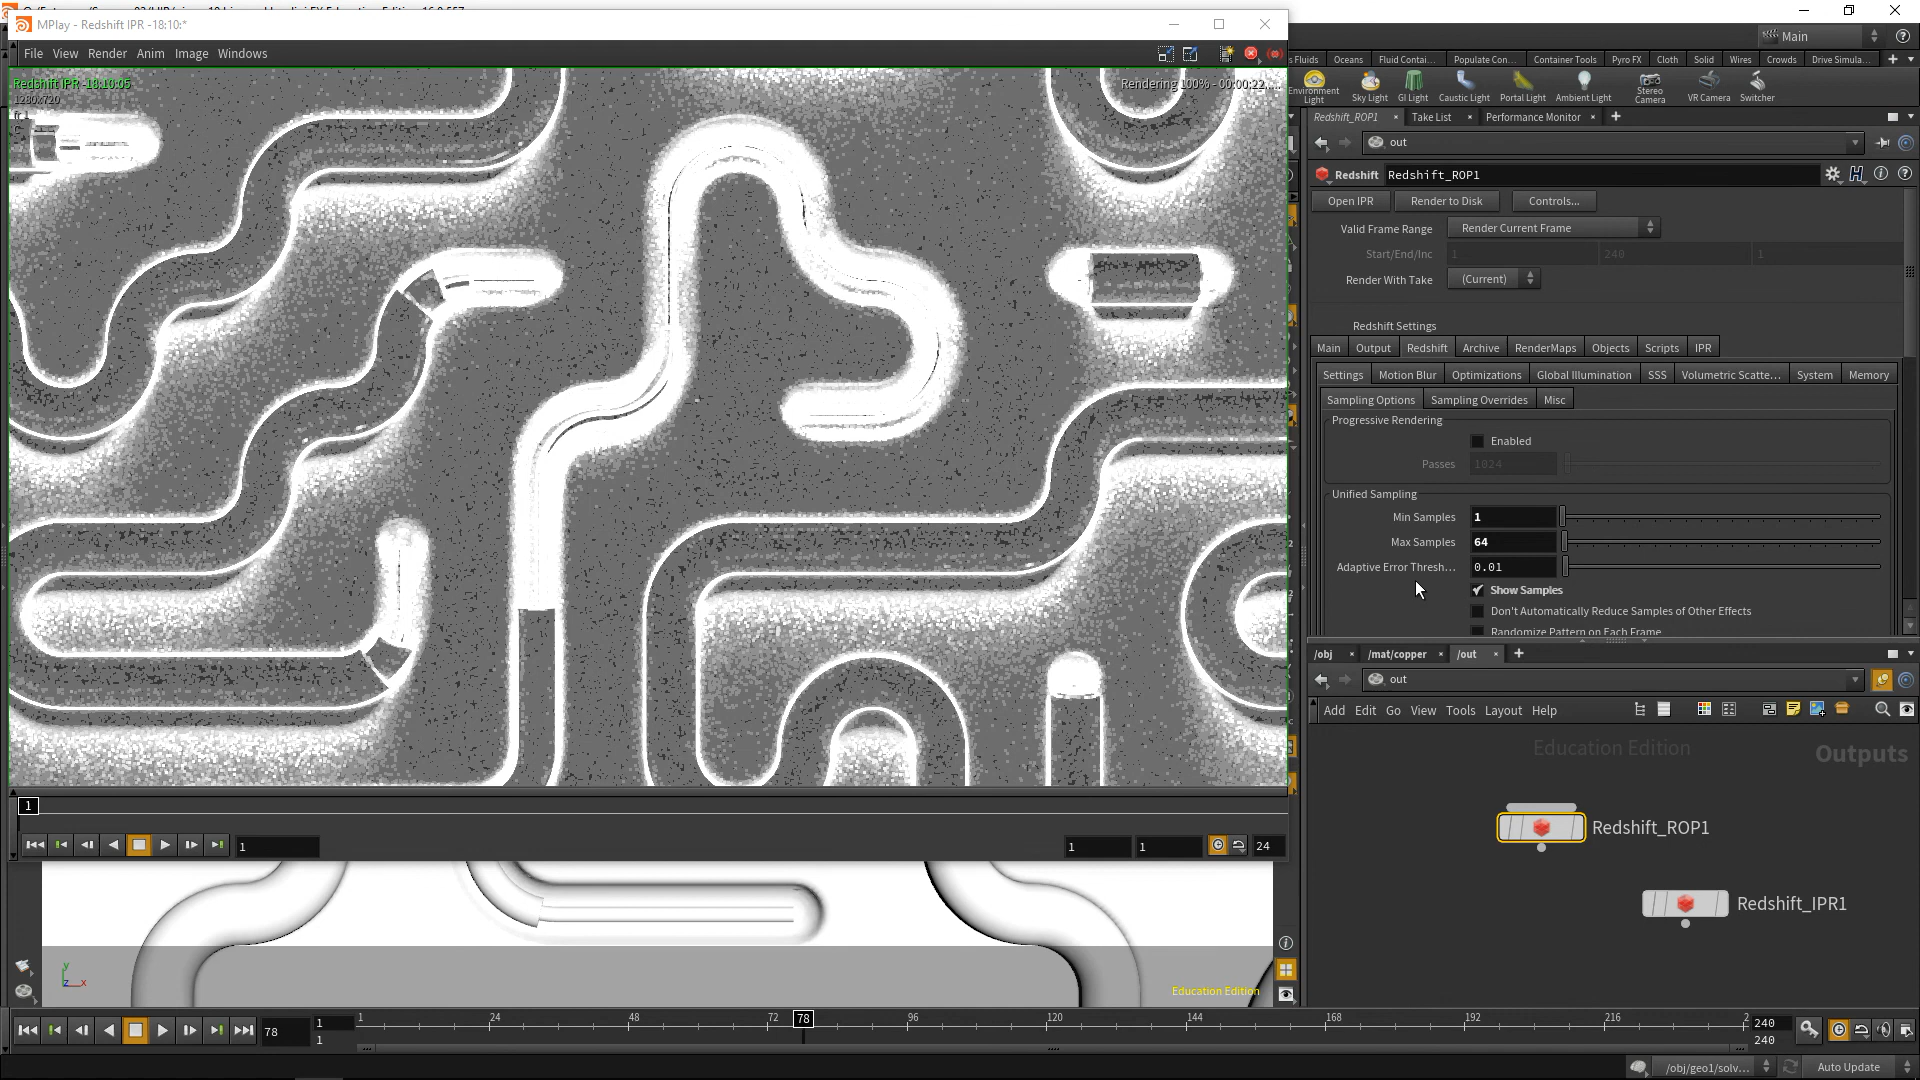 MPlay - Redshift IPR -18:10:*
File View Render Anim Image Windows
Redshift IPR -18:10:05
1280x720
fr 1
C
Rendering 100% - 00:00:22....
1
1
1 1 24
Education Edition
Main
s Fluids Oceans Fluid Contai... Populate Con... Container Tools Pyro FX Cloth Solid Wires Crowds Drive Simula...
Environment Light Sky Light GI Light Caustic Light Portal Light Ambient Light Stereo Camera VR Camera Switcher
Redshift_ROP1 Take List Performance Monitor
out
Redshift Redshift_ROP1
Open IPR Render to Disk Controls...
Valid Frame Range Render Current Frame
Start/End/Inc 1 240 1
Render With Take (Current)
Redshift Settings
Main Output Redshift Archive RenderMaps Objects Scripts IPR
Settings Motion Blur Optimizations Global Illumination SSS Volumetric Scatte... System Memory
Sampling Options Sampling Overrides Misc
Progressive Rendering
Enabled
Passes 1024
Unified Sampling
Min Samples 1
Max Samples 64
Adaptive Error Thresh... 0.01
Show Samples
Don't Automatically Reduce Samples of Other Effects
Randomize Pattern on Each Frame
/obj /mat/copper /out
out
Add Edit Go View Tools Layout Help
Education Edition
Outputs
Redshift_ROP1
Redshift_IPR1
y
z x
78
1
1
1 24 48 72 78 96 120 144 168 192 216 2
240
240
/obj/geo1/solv... Auto Update